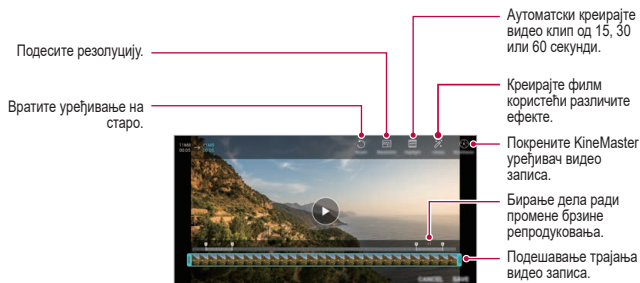 Подесите резолуцију.
Вратите уређивање на
старо.
Аутоматски креирајте
видео клип од 15, 30
или 60 секунди.
Креирајте филм
користећи различите
ефекте.
Покрените KineMaster
уређивач видео
записа.
Бирање дела ради
промене брзине
репродуковања.
Подешавање трајања
видео записа.
CANCEL SAVE